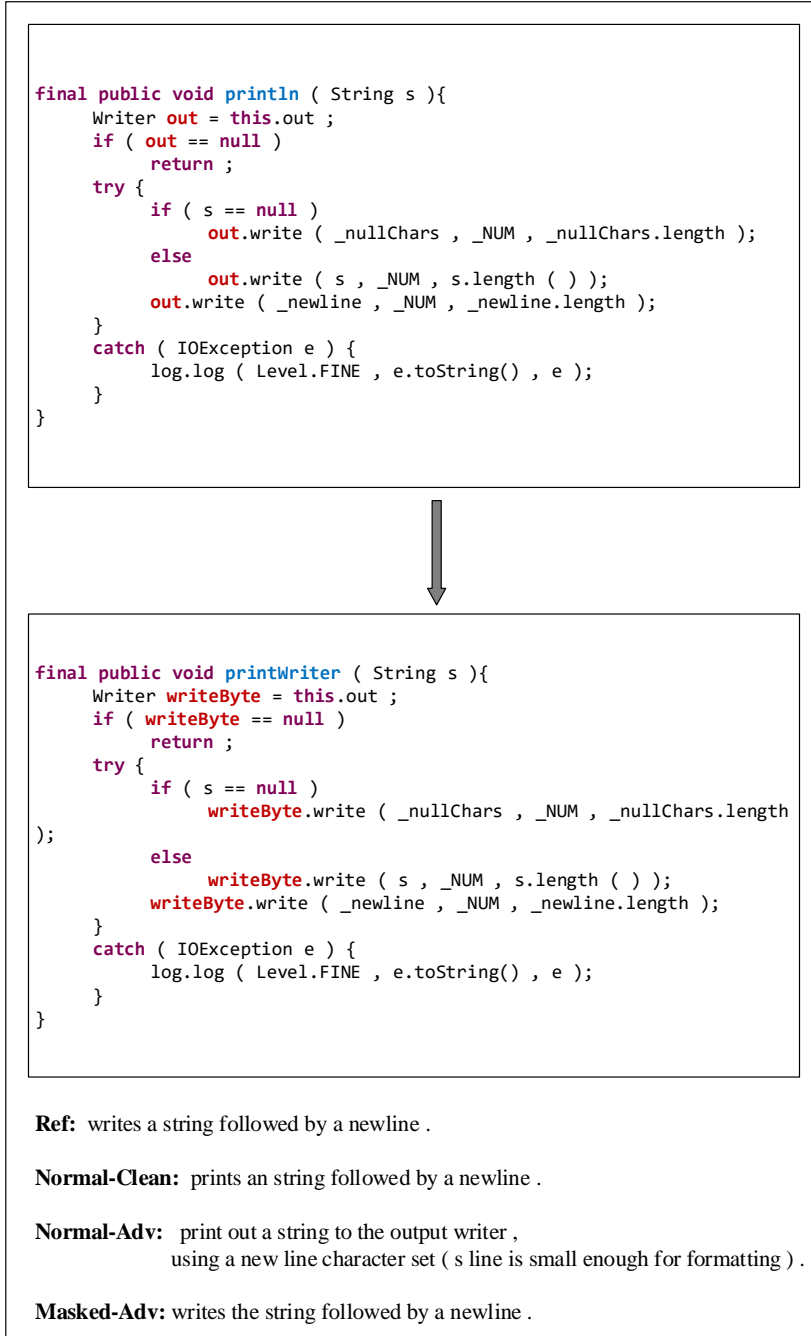 final public void println ( String s ){
Writer out = this.out ;
if ( out == null )
return ;
try {
if ( s == null )
out.write ( _nullChars , _NUM , _nullChars.length );
else
out.write ( s , _NUM , s.length ( ) );
out.write ( _newline , _NUM , _newline.length );
}
catch ( IOException e ) {
log.log ( Level.FINE , e.toString() , e );
}
}
final public void printWriter ( String s ){
Writer writeByte = this.out ;
if ( writeByte == null )
return ;
try {
if ( s == null )
writeByte.write ( _nullChars , _NUM , _nullChars.length
);
else
writeByte.write ( s , _NUM , s.length ( ) );
writeByte.write ( _newline , _NUM , _newline.length );
}
catch ( IOException e ) {
log.log ( Level.FINE , e.toString() , e );
}
}
Ref: writes a string followed by a newline .
Normal-Clean: prints an string followed by a newline .
Normal-Adv: print out a string to the output writer ,
using a new line character set ( s line is small enough for formatting ) .
Masked-Adv: writes the string followed by a newline .